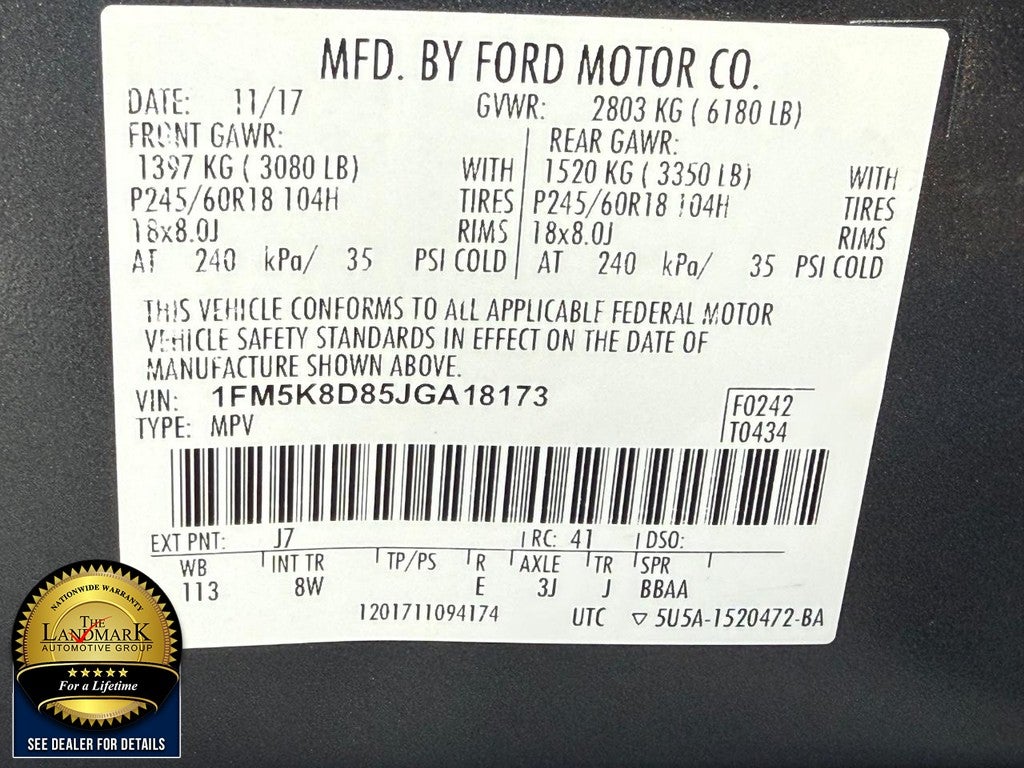 MFD. BY FORD MOTOR CO.
DATE: 11/17 GVWR: 2803 KG ( 6180 LB)
FRONT GAWR: REAR GAWR:
1397 KG ( 3080 LB) WITH 1520 KG ( 3350 LB) WITH
P245/60R18 104H TIRES P245/60R18 104H TIRES
18x8.0J RIMS 18x8.0J RIMS
AT 240 kPa/ 35 PSI COLD AT 240 kPa/ 35 PSI COLD
THIS VEHICLE CONFORMS TO ALL APPLICABLE FEDERAL MOTOR
VEHICLE SAFETY STANDARDS IN EFFECT ON THE DATE OF
MANUFACTURE SHOWN ABOVE.
VIN: 1FM5K8D85JGA18173
TYPE: MPV
F0242
T0434
EXT PNT: J7 RC: 41 DSO:
WB INT TR TP/PS R AXLE TR SPR
113 8W E 3J J BBAA
1201711094174 UTC ▽ 5U5A-1520472-BA
NATIONWIDE WARRANTY
THE
LANDMARK
AUTOMOTIVE GROUP
★★★★★
For a Lifetime
SEE DEALER FOR DETAILS